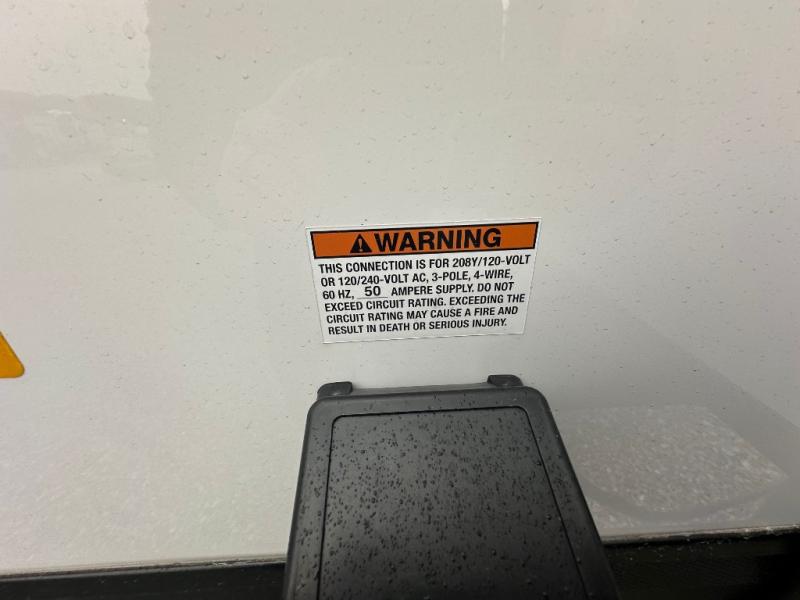 WARNING
THIS CONNECTION IS FOR 208Y/120-VOLT
OR 120/240-VOLT AC, 3-POLE, 4-WIRE,
60 HZ, 50 AMPERE SUPPLY. DO NOT
EXCEED CIRCUIT RATING. EXCEEDING THE
CIRCUIT RATING MAY CAUSE A FIRE AND
RESULT IN DEATH OR SERIOUS INJURY.